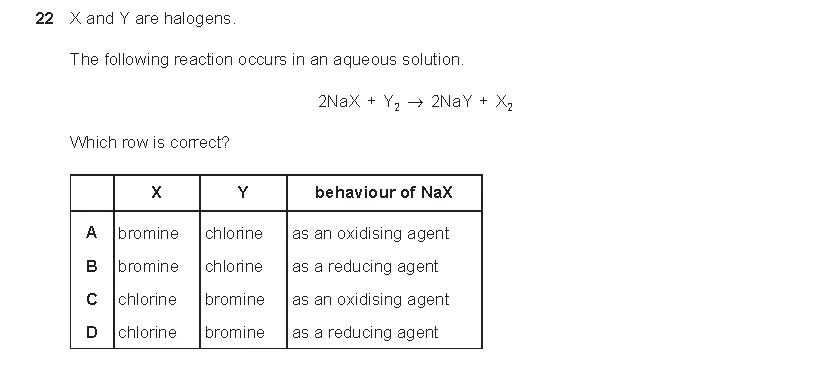 22 X and Y are halogens.
The following reaction occurs in an aqueous solution.
2NaX + Y₂ → 2NaY + X₂
Which row is correct?
X Y behaviour of NaX
A bromine chlorine as an oxidising agent
B bromine chlorine as a reducing agent
C chlorine bromine as an oxidising agent
D chlorine bromine as a reducing agent